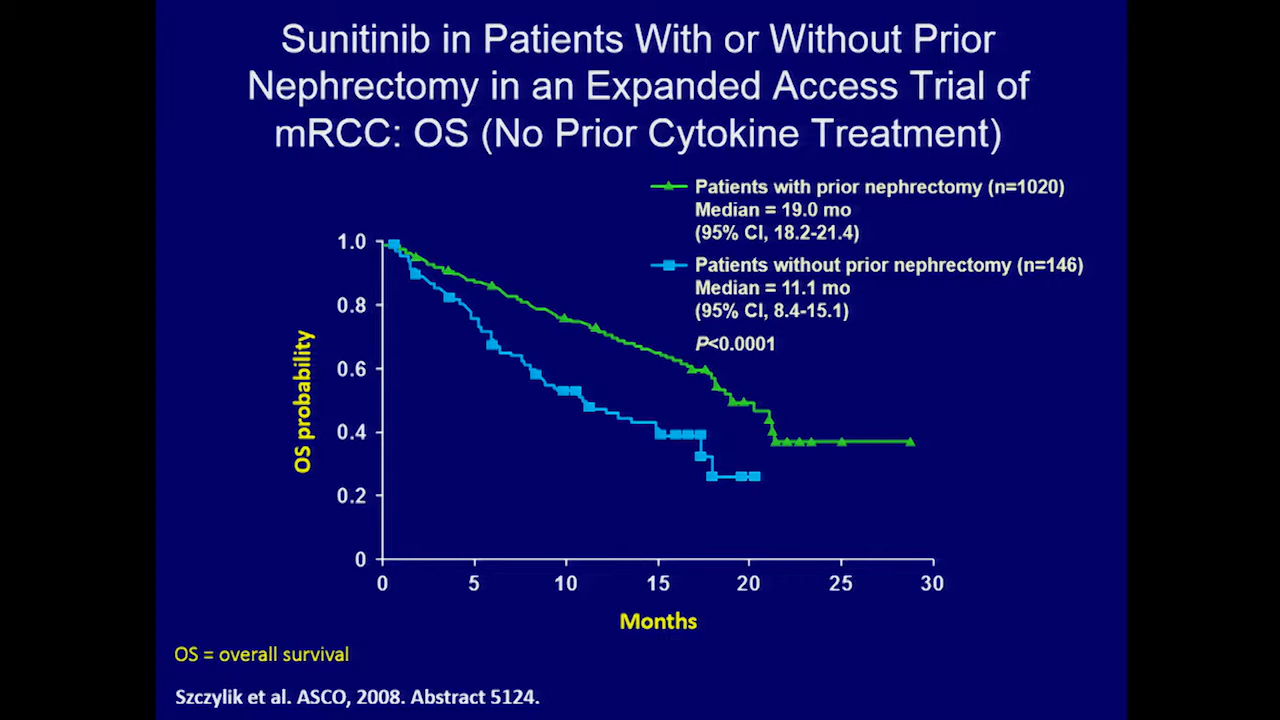 Sunitinib in Patients With or Without Prior
Nephrectomy in an Expanded Access Trial of
mRCC: OS (No Prior Cytokine Treatment)
Patients with prior nephrectomy (n=1020)
Median = 19.0 mo
(95% CI, 18.2-21.4)
Patients without prior nephrectomy (n=146)
Median = 11.1 mo
(95% CI, 8.4-15.1)
P<0.0001
OS probability
1.0
0.8
0.6
0.4
0.2
0
0 5 10 15 20 25 30
Months
OS = overall survival
Szczylik et al. ASCO, 2008. Abstract 5124.